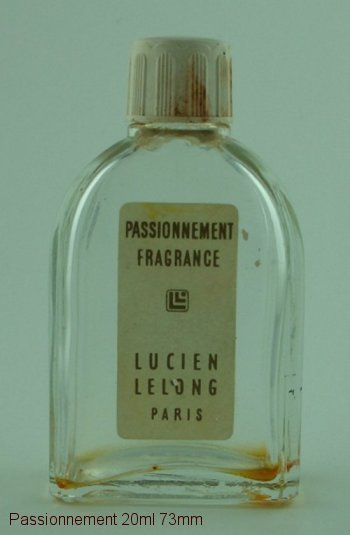 PASSIONNEMENT
FRAGRANCE
LL
LUCIEN
LELONG
PARIS
Passionnement 20ml 73mm